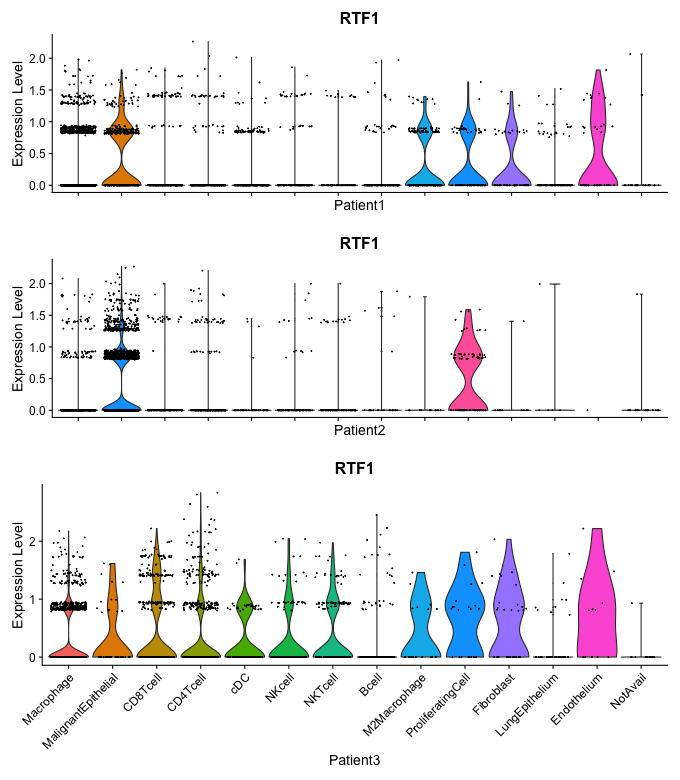 RTF1
Expression Level
2.0
1.5
1.0
0.5
0.0
Patient1
RTF1
Expression Level
2.0
1.5
1.0
0.5
0.0
Patient2
RTF1
Expression Level
2
1
0
Macrophage
MalignantEpithelial
CD8Tcell
CD4Tcell
cDC
NKcell
NKTcell
Bcell
M2Macrophage
ProliferatingCell
Fibroblast
LungEpithelium
Endothelium
NotAvail
Patient3